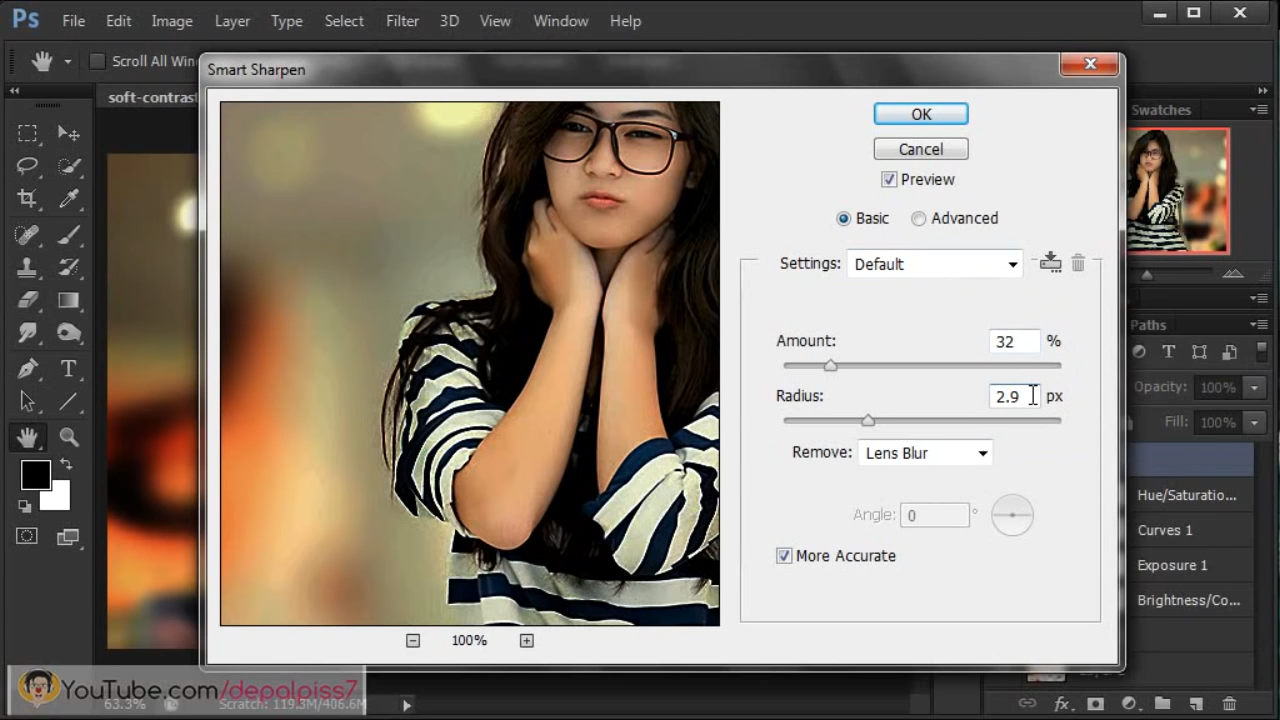 Ps File Edit Image Layer Type Select Filter 3D View Window Help
Scroll All Win
Smart Sharpen
soft-contrast
Swatches
OK
Cancel
Preview
Basic Advanced
Settings: Default
Amount: 32 %
Radius: 2.9 px
Remove: Lens Blur
Angle: 0 °
More Accurate
100%
Paths
T
Opacity: 100%
Fill: 100%
Hue/Saturatio...
Curves 1
Exposure 1
Brightness/Co...
YouTube.com/depalpiss7
63.3% Scratch: 119.3M/406.6M
fx